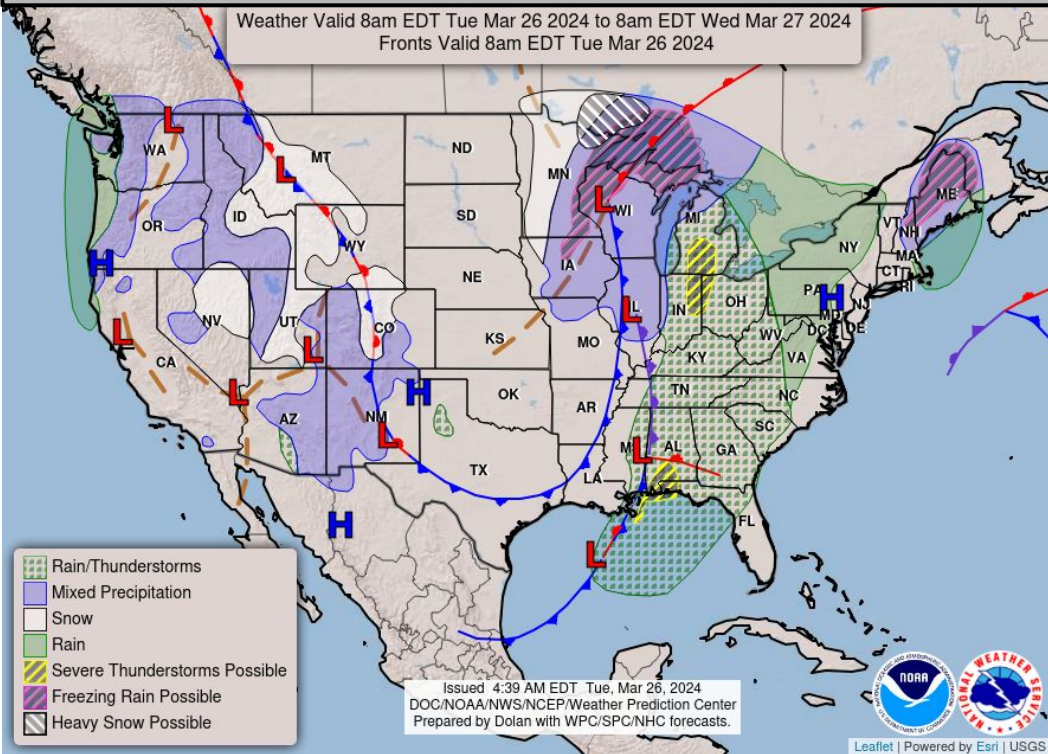 Weather Valid 8am EDT Tue Mar 26 2024 to 8am EDT Wed Mar 27 2024
Fronts Valid 8am EDT Tue Mar 26 2024
L
WA
MT
ND
MN
L
OR
ID
SD
L
WI
MI
ME
VT
NH
NY
MA
CT
RI
H
WY
NE
IA
PA
H
NJ
MD
DE
DC
L
NV
UT
CO
KS
MO
L
IL
IN
OH
WV
VA
KY
CA
L
L
H
AZ
NM
L
OK
AR
TN
NC
SC
TX
LA
MS
L
AL
GA
FL
H
L
Rain/Thunderstorms
Mixed Precipitation
Snow
Rain
Severe Thunderstorms Possible
Freezing Rain Possible
Heavy Snow Possible
Issued 4:39 AM EDT Tue, Mar 26, 2024
DOC/NOAA/NWS/NCEP/Weather Prediction Center
Prepared by Dolan with WPC/SPC/NHC forecasts.
NOAA
NATIONAL WEATHER SERVICE
Leaflet | Powered by Esri | USGS